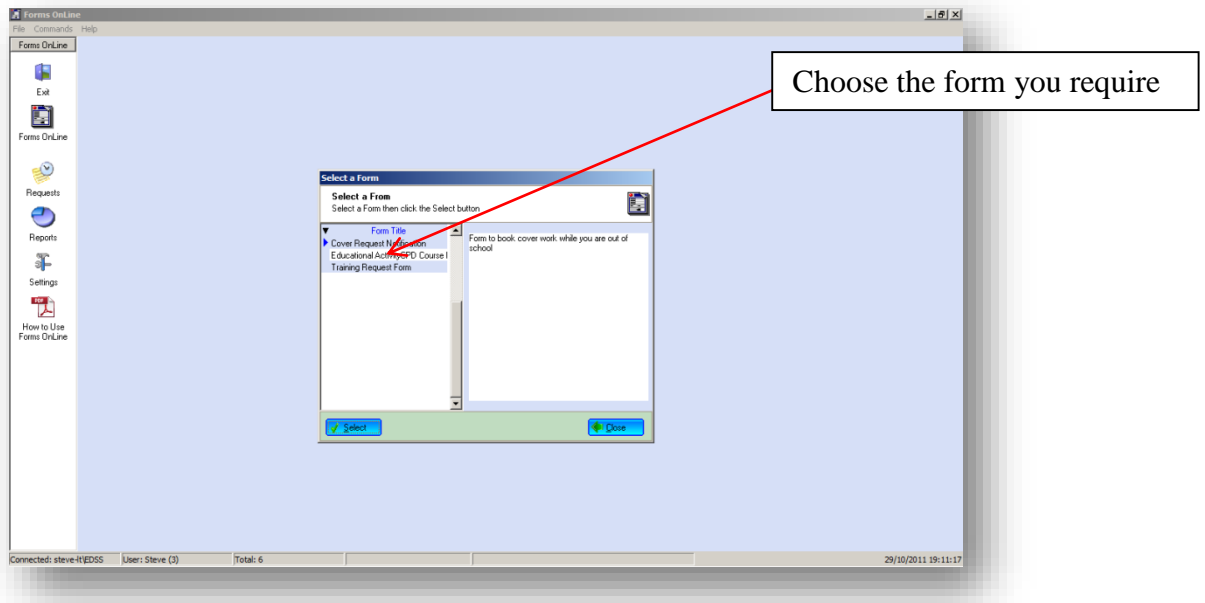 Forms OnLine
File Commands Help
Forms OnLine
Choose the form you require
Exit
Forms OnLine
Requests
Reports
Settings
How to Use
Forms OnLine
Select a Form
Select a From
Select a Form then click the Select button
Form Title
Cover Request Notification
Educational Activity CPD Course
Training Request Form
Form to book cover work while you are out of
school
Select
Close
Connected: steve-lt\EDSS User: Steve (3) Total: 6 29/10/2011 19:11:17